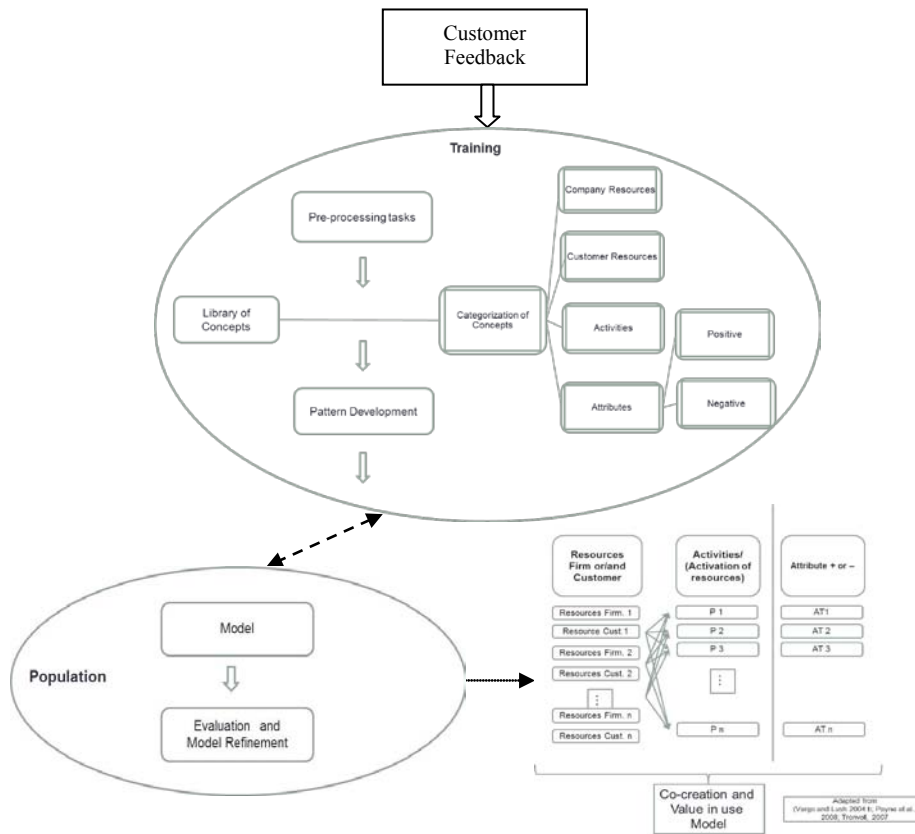 Customer
Feedback
Training
Company Resources
Pre-processing tasks
Customer Resources
Library of
Concepts
Categorization of
Concepts
Activities
Positive
Pattern Development
Attributes
Negative
Resources
Firm or/and
Customer
Activities/
(Activation of
resources)
Attribute + or –
Resources Firm. 1
P 1
AT1
Resource Cust.1
P 2
AT 2
Resources Firm. 2
P 3
AT 3
Resources Cust. 2
Resources Firm. n
P n
AT n
Resources Cust. n
Model
Population
Evaluation and
Model Refinement
Co-creation and
Value in use
Model
Adapted from
(Vargo and Lush 2004 b; Payne et al.
2008; Tronvoll, 2007